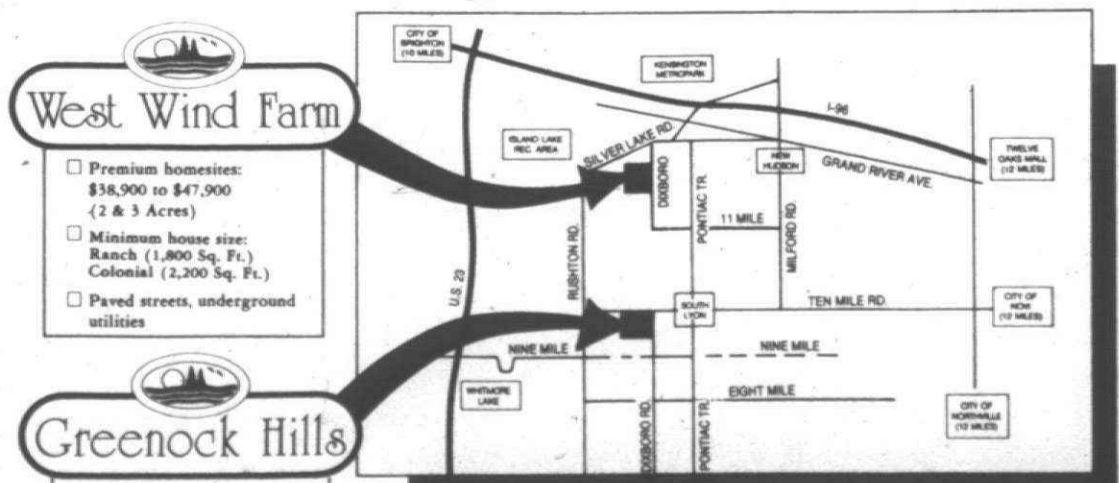 West Wind Farm
☐ Premium homesites:
$38,900 to $47,900
(2 & 3 Acres)
☐ Minimum house size:
Ranch (1,800 Sq. Ft.)
Colonial (2,200 Sq. Ft.)
☐ Paved streets, underground
utilities
Greenock Hills
CITY OF
BRIGHTON
(10 MILES)
KENSINGTON
METROPARK
I-96
ISLAND LAKE
REC AREA
SILVER LAKE RD.
NEW
HUDSON
GRAND RIVER AVE.
TWELVE
OAKS MALL
(12 MILES)
DIXBORO
PONTIAC TR.
11 MILE
MILFORD RD.
RUSHTON RD.
U.S. 23
SOUTH
LYON
TEN MILE RD.
CITY OF
NOVI
(12 MILES)
NINE MILE
NINE MILE
WHITMORE
LAKE
EIGHT MILE
DIXBORO RD.
PONTIAC TR.
CITY OF
NORTHVILLE
(12 MILES)